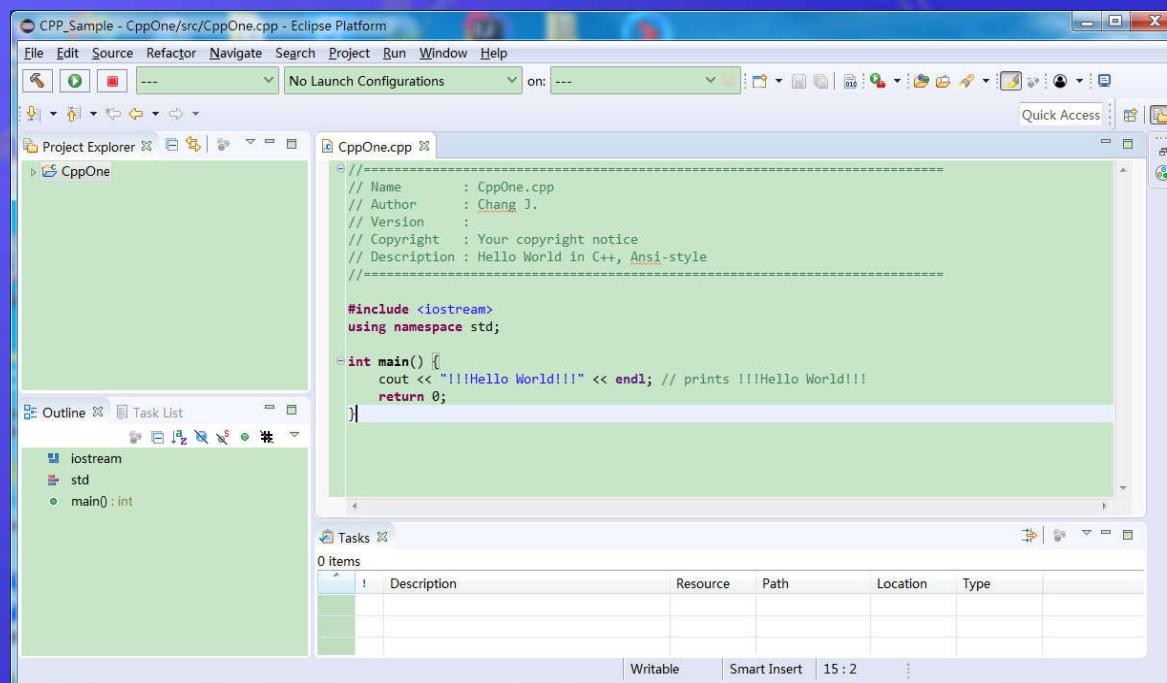 CPP_Sample - CppOne/src/CppOne.cpp - Eclipse Platform
File Edit Source Refactor Navigate Search Project Run Window Help
--- No Launch Configurations on: --- 010
Quick Access
Project Explorer
CppOne
CppOne.cpp
//============================================================================
// Name        : CppOne.cpp
// Author      : Chang J.
// Version     :
// Copyright   : Your copyright notice
// Description : Hello World in C++, Ansi-style
//============================================================================
#include <iostream>
using namespace std;
int main() {
    cout << "!!!Hello World!!!" << endl; // prints !!!Hello World!!!
    return 0;
}
Outline Task List
iostream
std
main() : int
Tasks
0 items
! Description Resource Path Location Type
Writable Smart Insert 15 : 2